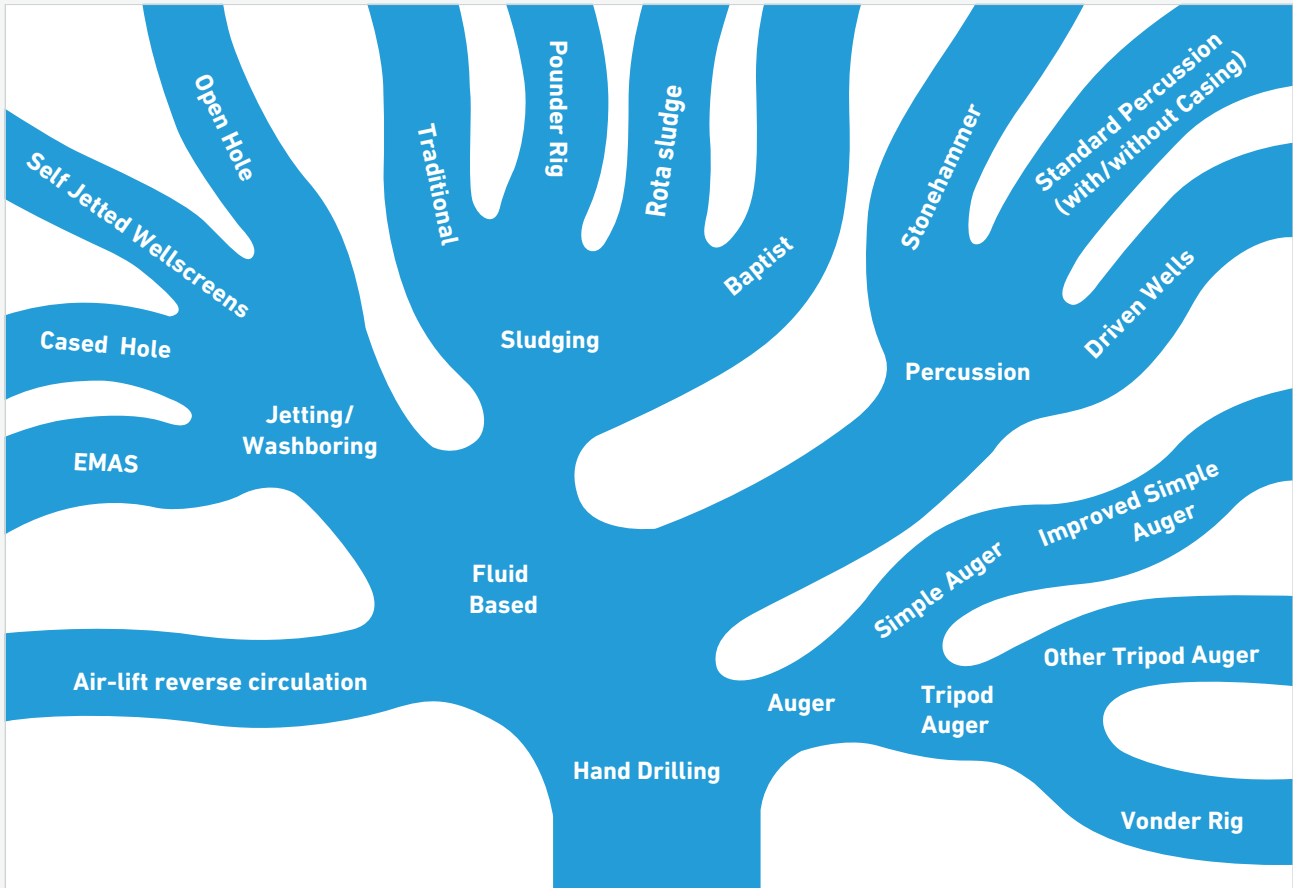 Open Hole
Self Jetted Wellscreens
Cased Hole
EMAS
Jetting/
Washboring
Traditional
Pounder Rig
Rota sludge
Baptist
Sludging
Stonehammer
Standard Percussion
(with/without Casing)
Driven Wells
Percussion
Fluid
Based
Air-lift reverse circulation
Improved Simple
Auger
Simple Auger
Other Tripod Auger
Tripod
Auger
Auger
Vonder Rig
Hand Drilling